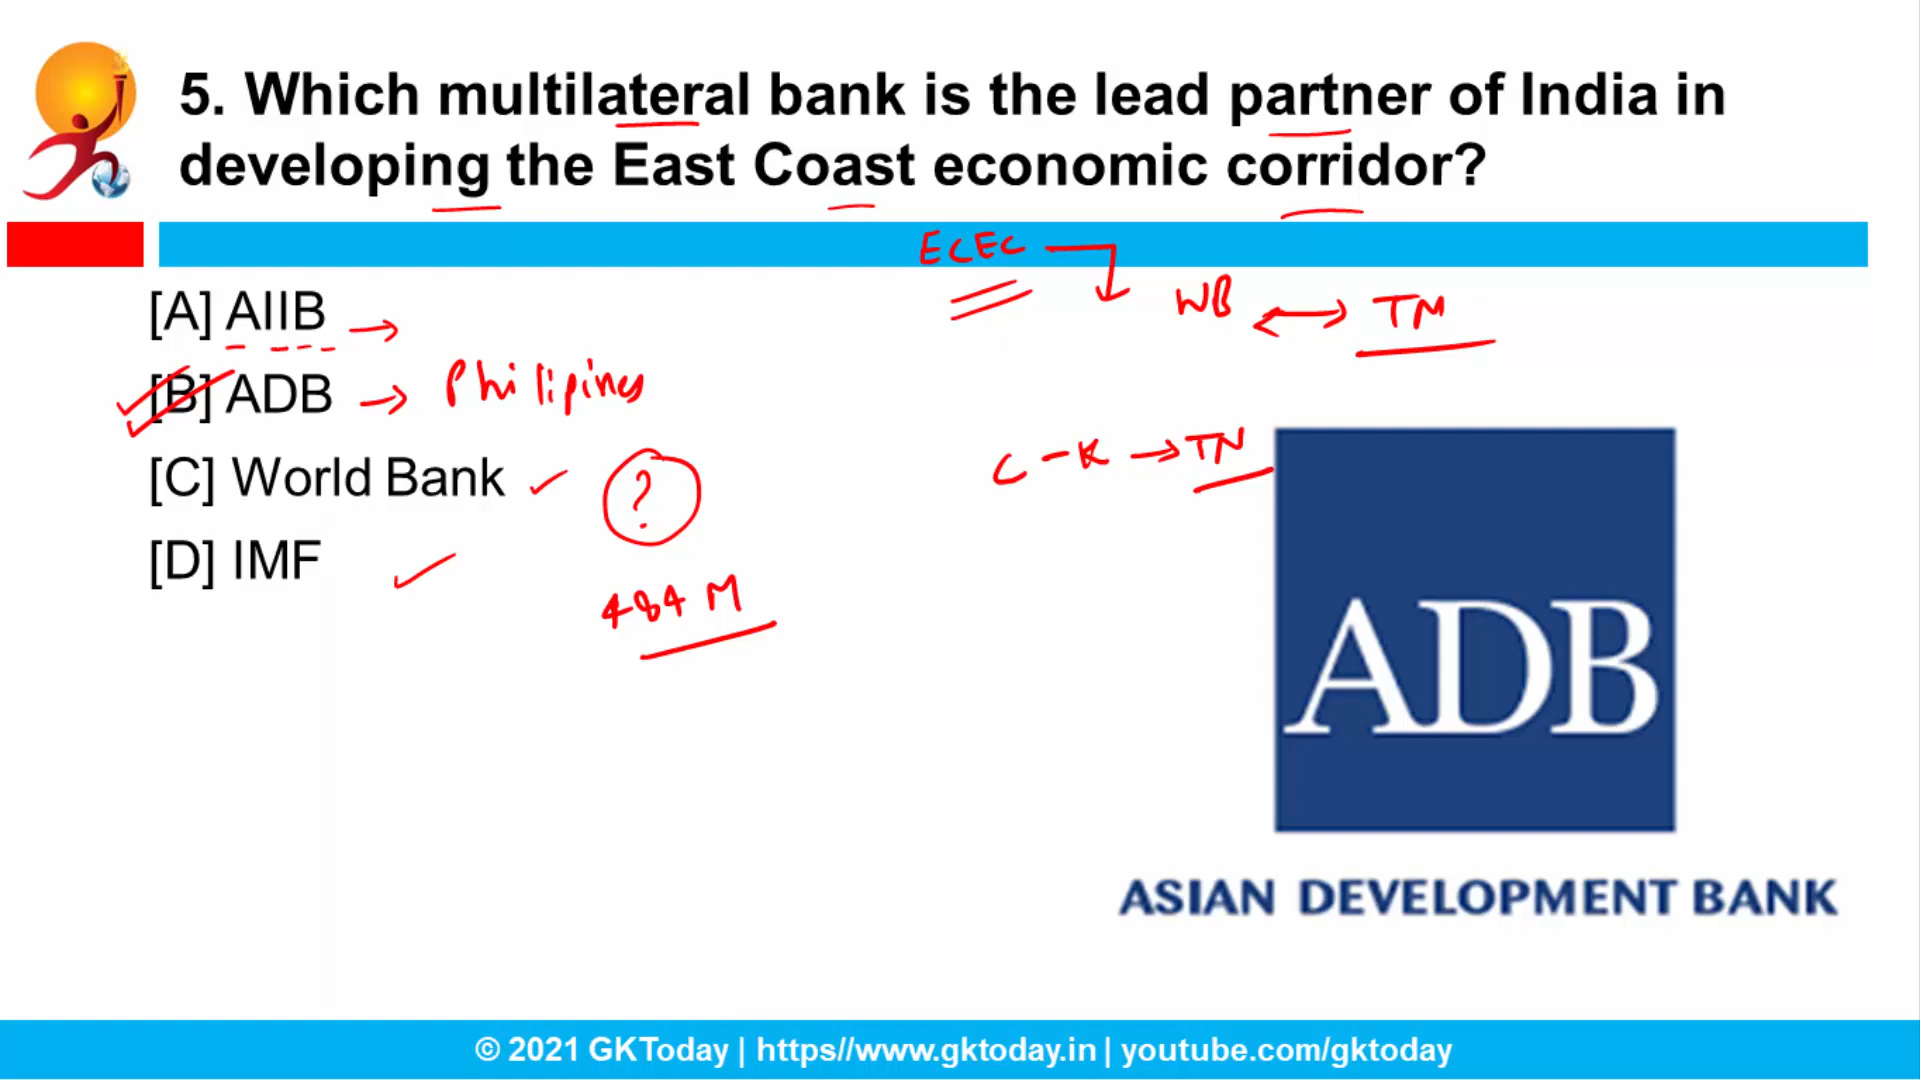 5. Which multilateral bank is the lead partner of India in
developing the East Coast economic corridor?
ECEC
[A] AIIB
WB TM
[B] ADB Philipines
[C] World Bank ?
C-K TN
[D] IMF
484 M
ADB
ASIAN DEVELOPMENT BANK
© 2021 GKToday | https//www.gktoday.in | youtube.com/gktoday